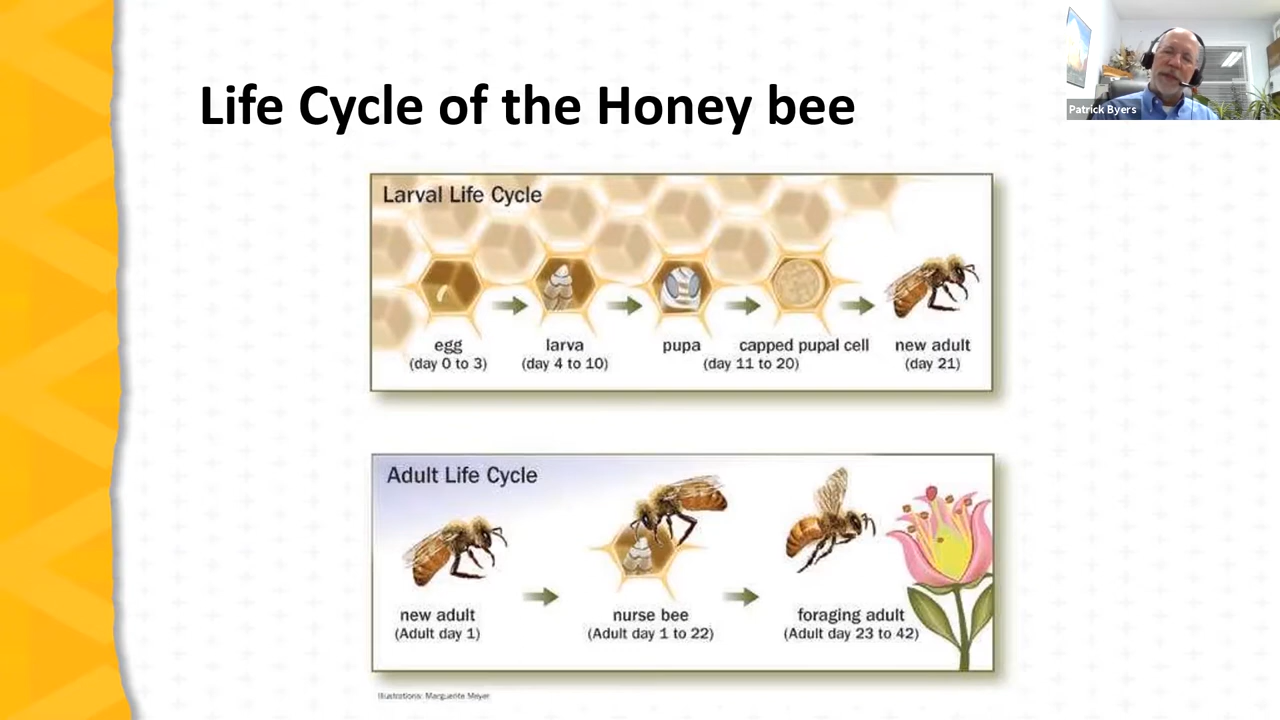 Life Cycle of the Honey bee
Patrick Byers
Larval Life Cycle
egg
(day 0 to 3)
larva
(day 4 to 10)
pupa
capped pupal cell
(day 11 to 20)
new adult
(day 21)
Adult Life Cycle
new adult
(Adult day 1)
nurse bee
(Adult day 1 to 22)
foraging adult
(Adult day 23 to 42)
Illustrations: Marguerite Meyer